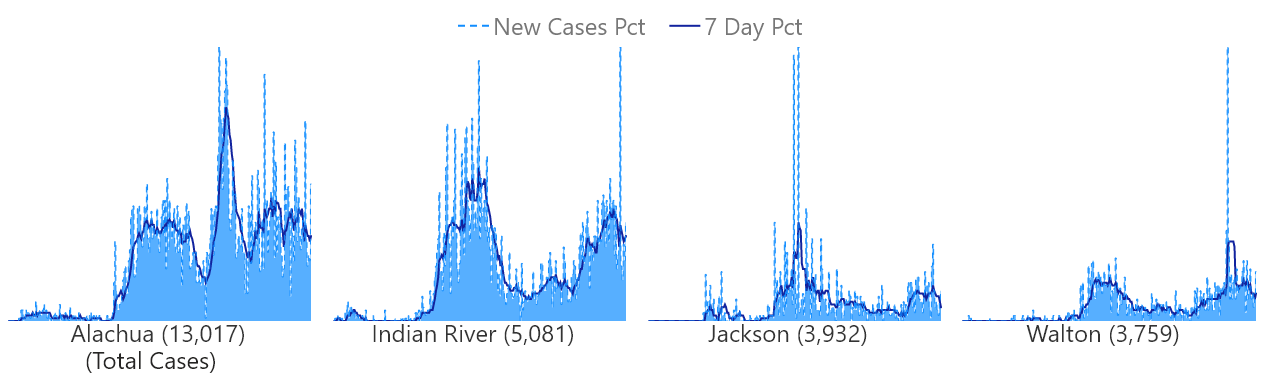 New Cases Pct 7 Day Pct
Alachua (13,017) Indian River (5,081) Jackson (3,932) Walton (3,759)
(Total Cases)